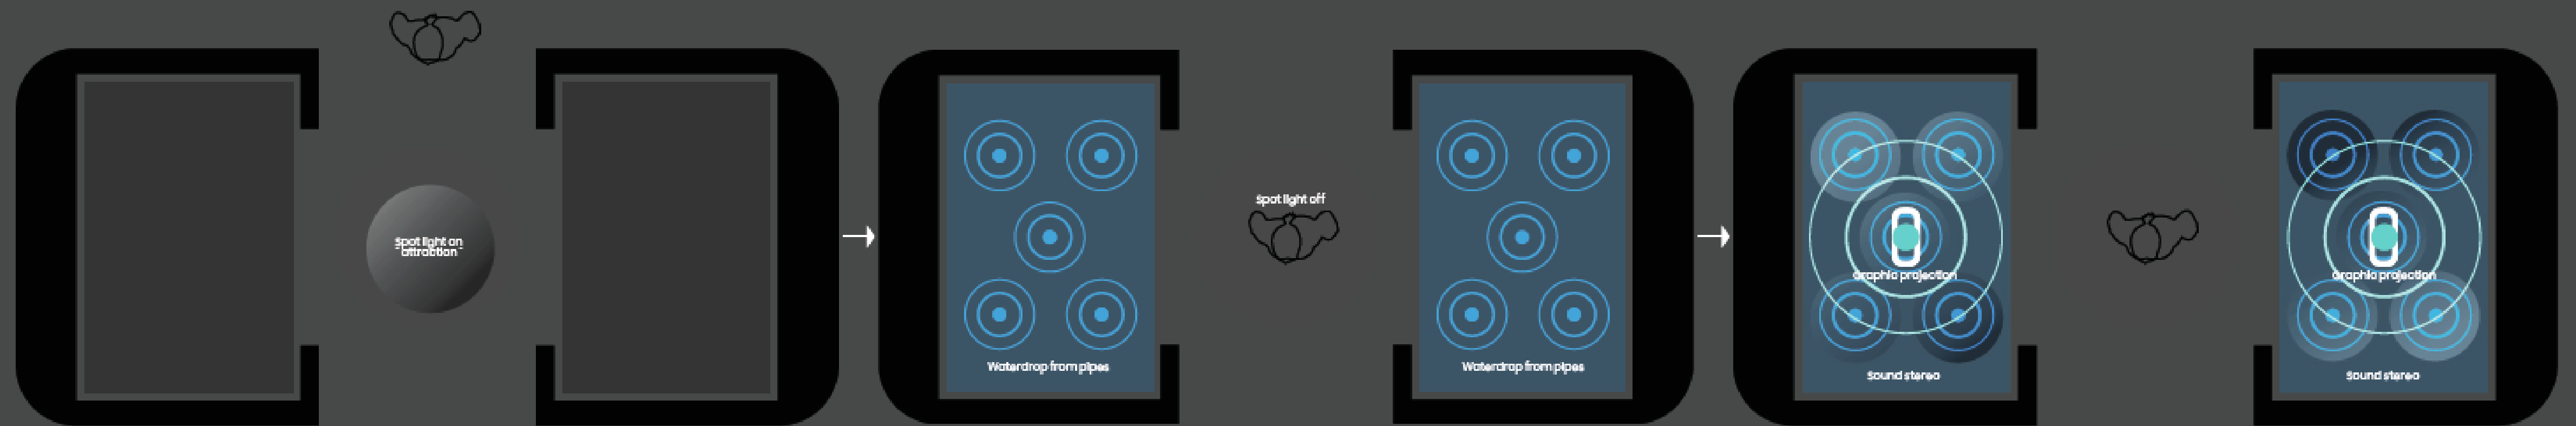 Spot light on
attraction
Waterdrop from pipes
Spot light off
Waterdrop from pipes
Graphic projection
Sound stereo
Graphic projection
Sound stereo